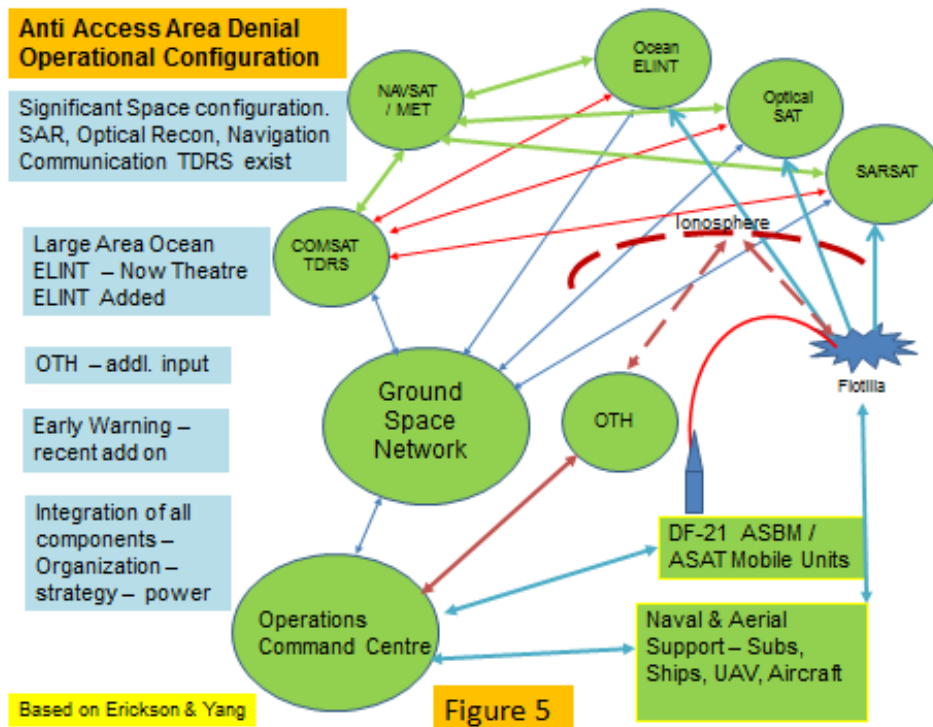 Anti Access Area Denial
Operational Configuration
Significant Space configuration.
SAR, Optical Recon, Navigation
Communication TDRS exist
Large Area Ocean
ELINT – Now Theatre
ELINT Added
OTH – addl. input
Early Warning –
recent add on
Integration of all
components –
Organization –
strategy – power
Based on Erickson & Yang
NAVSAT
/ MET
Ocean
ELINT
Optical
SAT
SARSAT
COMSAT
TDRS
Ionosphere
Flotilla
Ground
Space
Network
OTH
Operations
Command Centre
DF-21 ASBM /
ASAT Mobile Units
Naval & Aerial
Support – Subs,
Ships, UAV, Aircraft
Figure 5